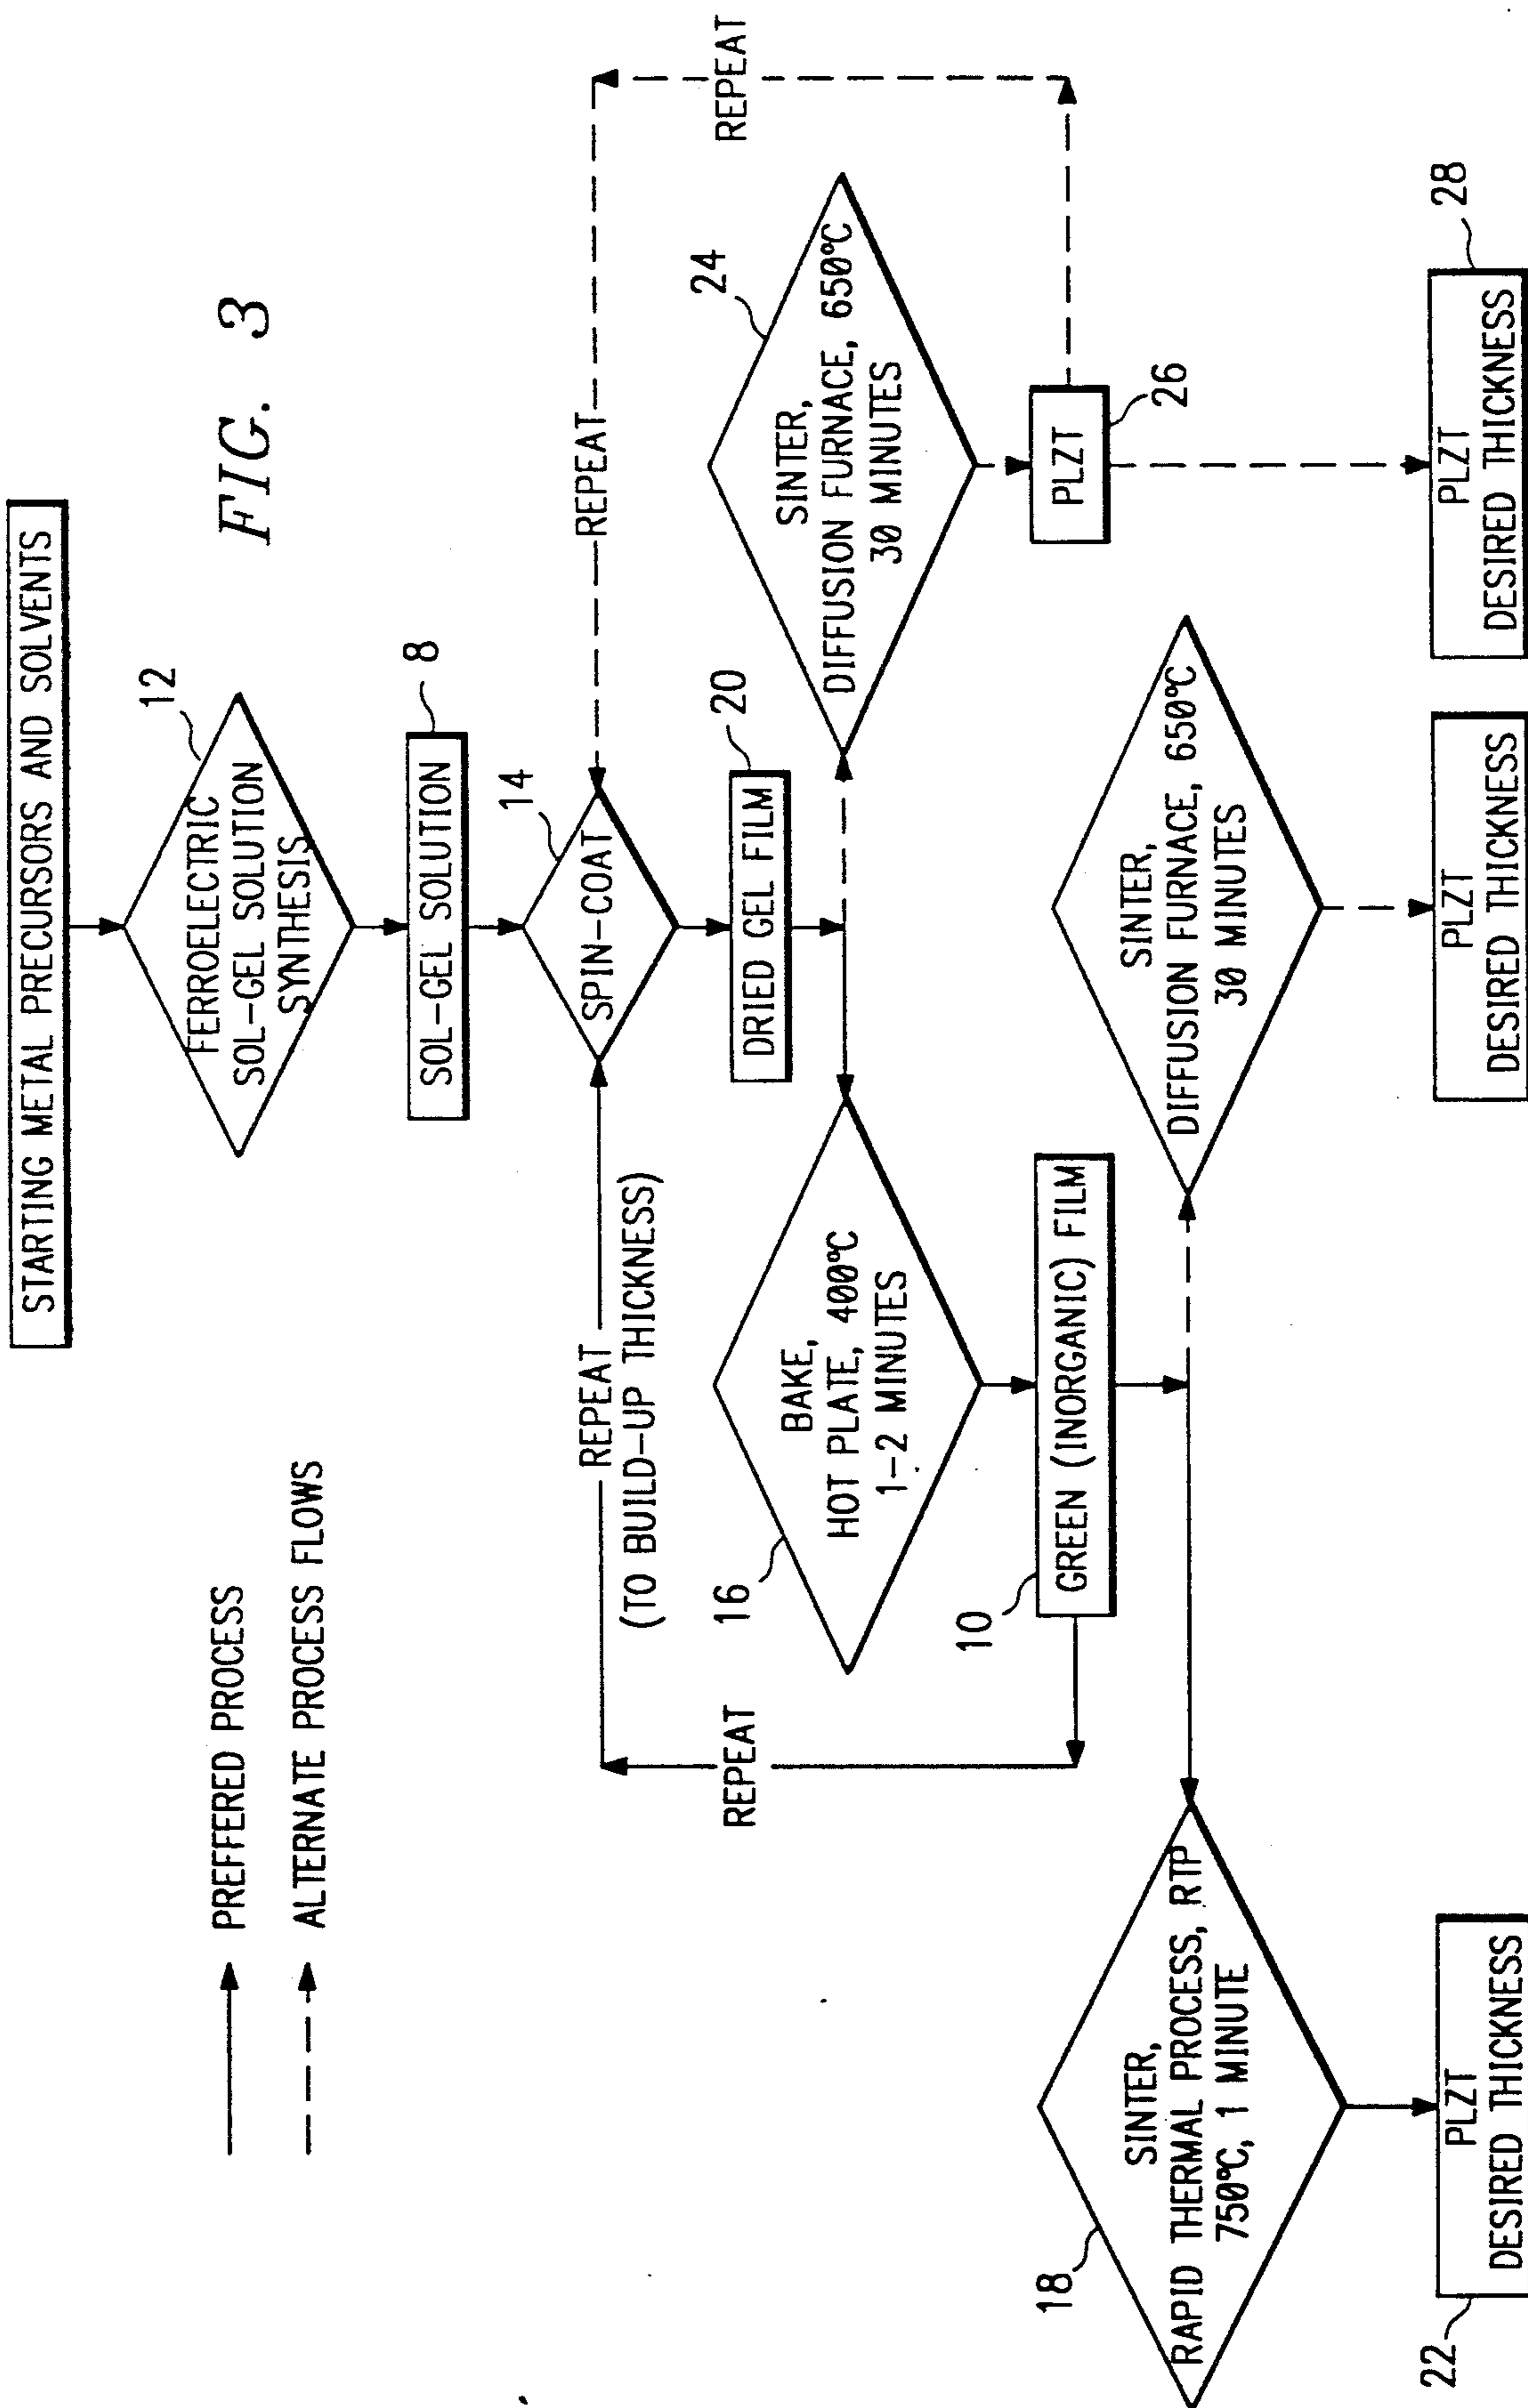 STARTING METAL PRECURSORS AND SOLVENTS
FIG. 3
PREFFERED PROCESS
ALTERNATE PROCESS FLOWS
12
FERROELECTRIC
SOL-GEL SOLUTION
SYNTHESIS
8
SOL-GEL SOLUTION
14
SPIN-COAT
REPEAT
(TO BUILD-UP THICKNESS)
REPEAT
REPEAT
REPEAT
20
DRIED GEL FILM
16
BAKE,
HOT PLATE, 400°C
1-2 MINUTES
24
SINTER,
DIFFUSION FURNACE, 650°C
30 MINUTES
10
GREEN (INORGANIC) FILM
PLZT
26
18
SINTER,
RAPID THERMAL PROCESS, RTP
750°C, 1 MINUTE
SINTER,
DIFFUSION FURNACE, 650°C
30 MINUTES
22
PLZT
DESIRED THICKNESS
PLZT
DESIRED THICKNESS
28
PLZT
DESIRED THICKNESS